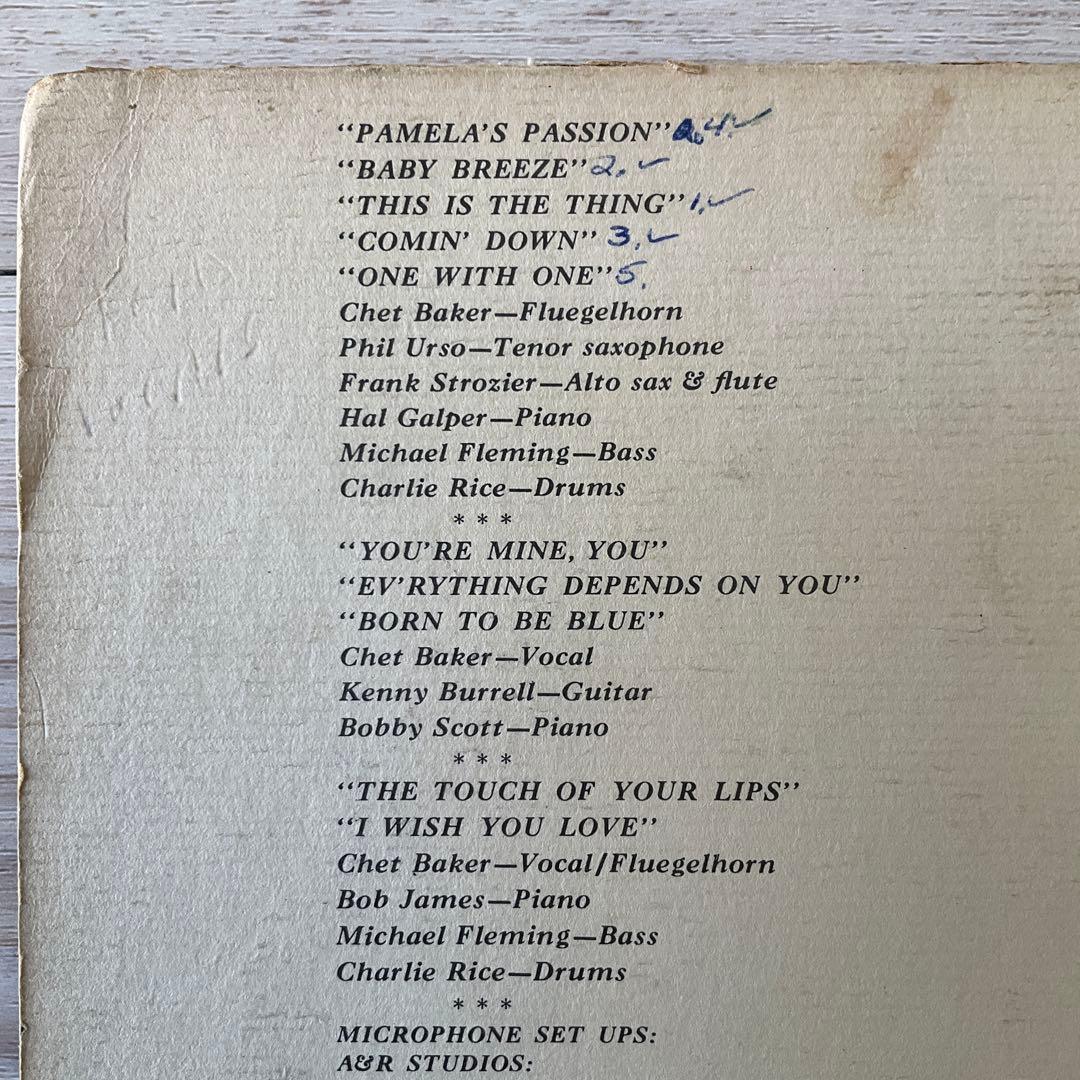 “PAMELA’S PASSION” 4. ✓
“BABY BREEZE” 2. ✓
“THIS IS THE THING” 1. ✓
“COMIN’ DOWN” 3. ✓
“ONE WITH ONE” 5.
Chet Baker—Fluegelhorn
Phil Urso—Tenor saxophone
Frank Strozier—Alto sax & flute
Hal Galper—Piano
Michael Fleming—Bass
Charlie Rice—Drums
* * *
“YOU’RE MINE, YOU”
“EV’RYTHING DEPENDS ON YOU”
“BORN TO BE BLUE”
Chet Baker—Vocal
Kenny Burrell—Guitar
Bobby Scott—Piano
* * *
“THE TOUCH OF YOUR LIPS”
“I WISH YOU LOVE”
Chet Baker—Vocal/Fluegelhorn
Bob James—Piano
Michael Fleming—Bass
Charlie Rice—Drums
* * *
MICROPHONE SET UPS:
A&R STUDIOS: